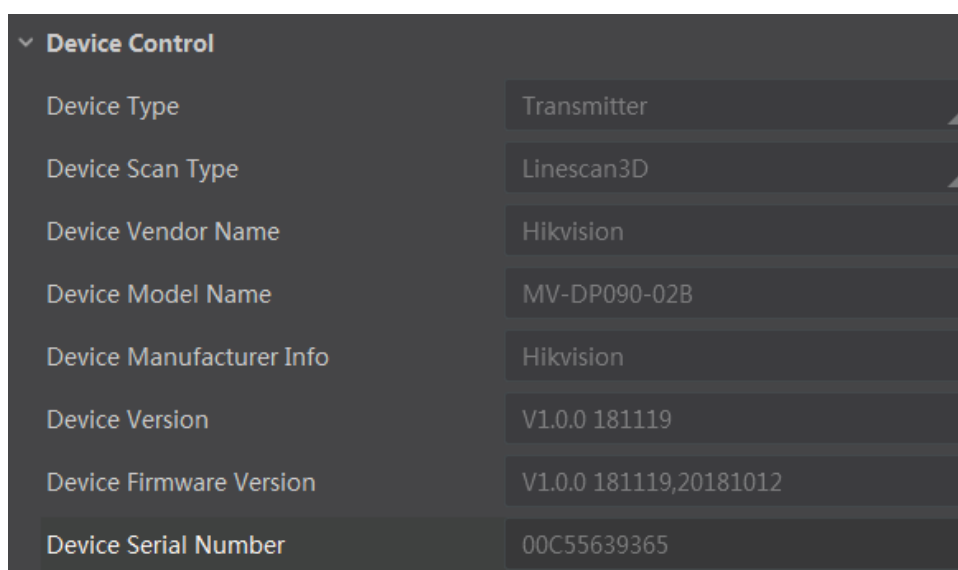 Device Control
Device Type Transmitter
Device Scan Type Linescan3D
Device Vendor Name Hikvision
Device Model Name MV-DP090-02B
Device Manufacturer Info Hikvision
Device Version V1.0.0 181119
Device Firmware Version V1.0.0 181119,20181012
Device Serial Number 00C55639365